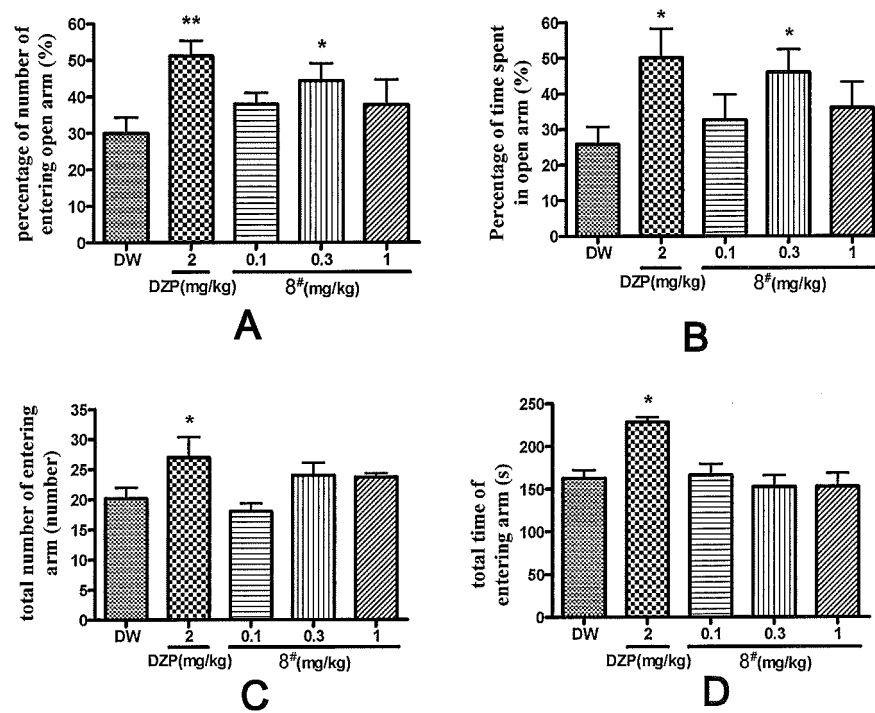 percentage of number of
entering open arm (%)
60
50
40
30
20
10
0
**
*
DW
2
0.1
0.3
1
DZP(mg/kg)
8#(mg/kg)
A
Percentage of time spent
in open arm (%)
60
50
40
30
20
10
0
*
*
DW
2
0.1
0.3
1
DZP(mg/kg)
8#(mg/kg)
B
total number of entering
arm (number)
35
30
25
20
15
10
5
0
*
DW
2
0.1
0.3
1
DZP(mg/kg)
8#(mg/kg)
C
total time of
entering arm (s)
250
200
150
100
50
0
*
DW
2
0.1
0.3
1
DZP(mg/kg)
8#(mg/kg)
D